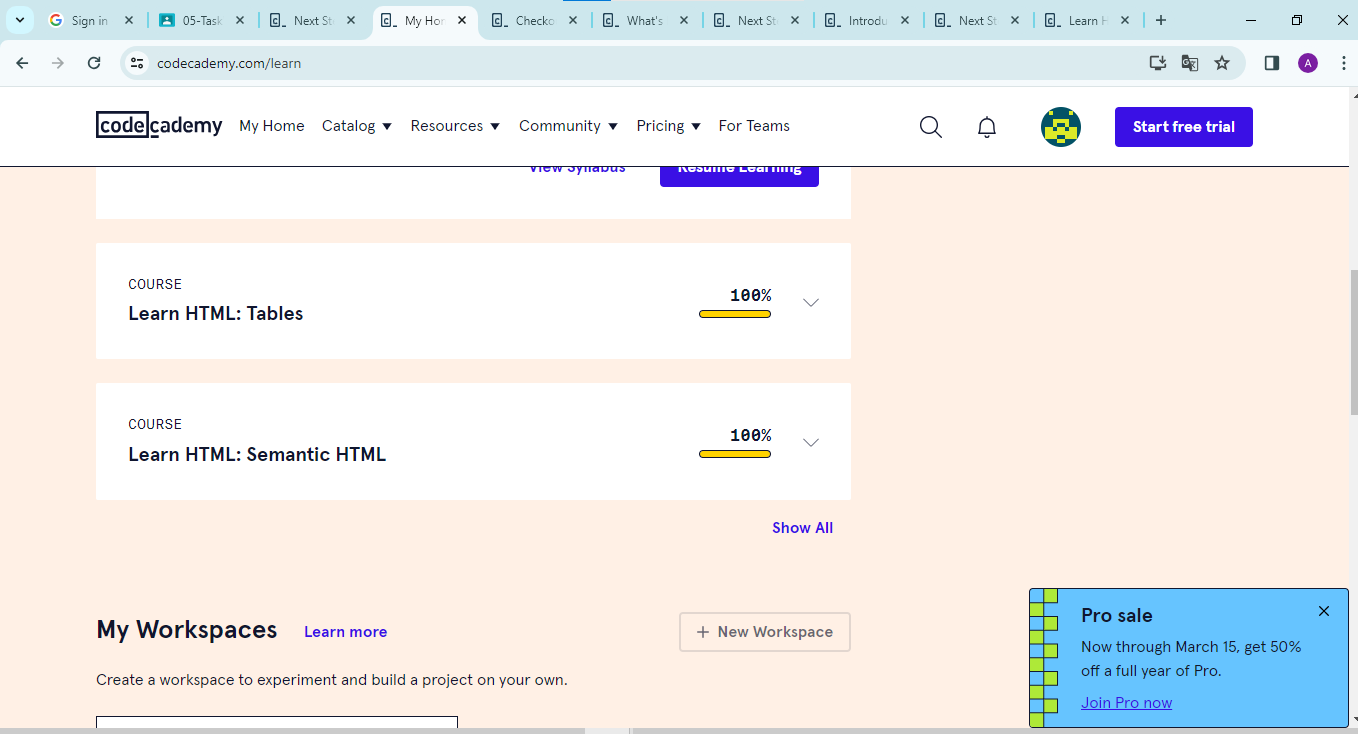 Sign in
05-Task
Next St
My Hor
Checko
What's
Next St
Introdu
Next St
Learn H
codecademy.com/learn
A
codecademy My Home Catalog Resources Community Pricing For Teams Start free trial
View Syllabus Resume Learning
COURSE
Learn HTML: Tables
100%
COURSE
Learn HTML: Semantic HTML
100%
Show All
My Workspaces Learn more + New Workspace
Create a workspace to experiment and build a project on your own.
Pro sale
Now through March 15, get 50%
off a full year of Pro.
Join Pro now